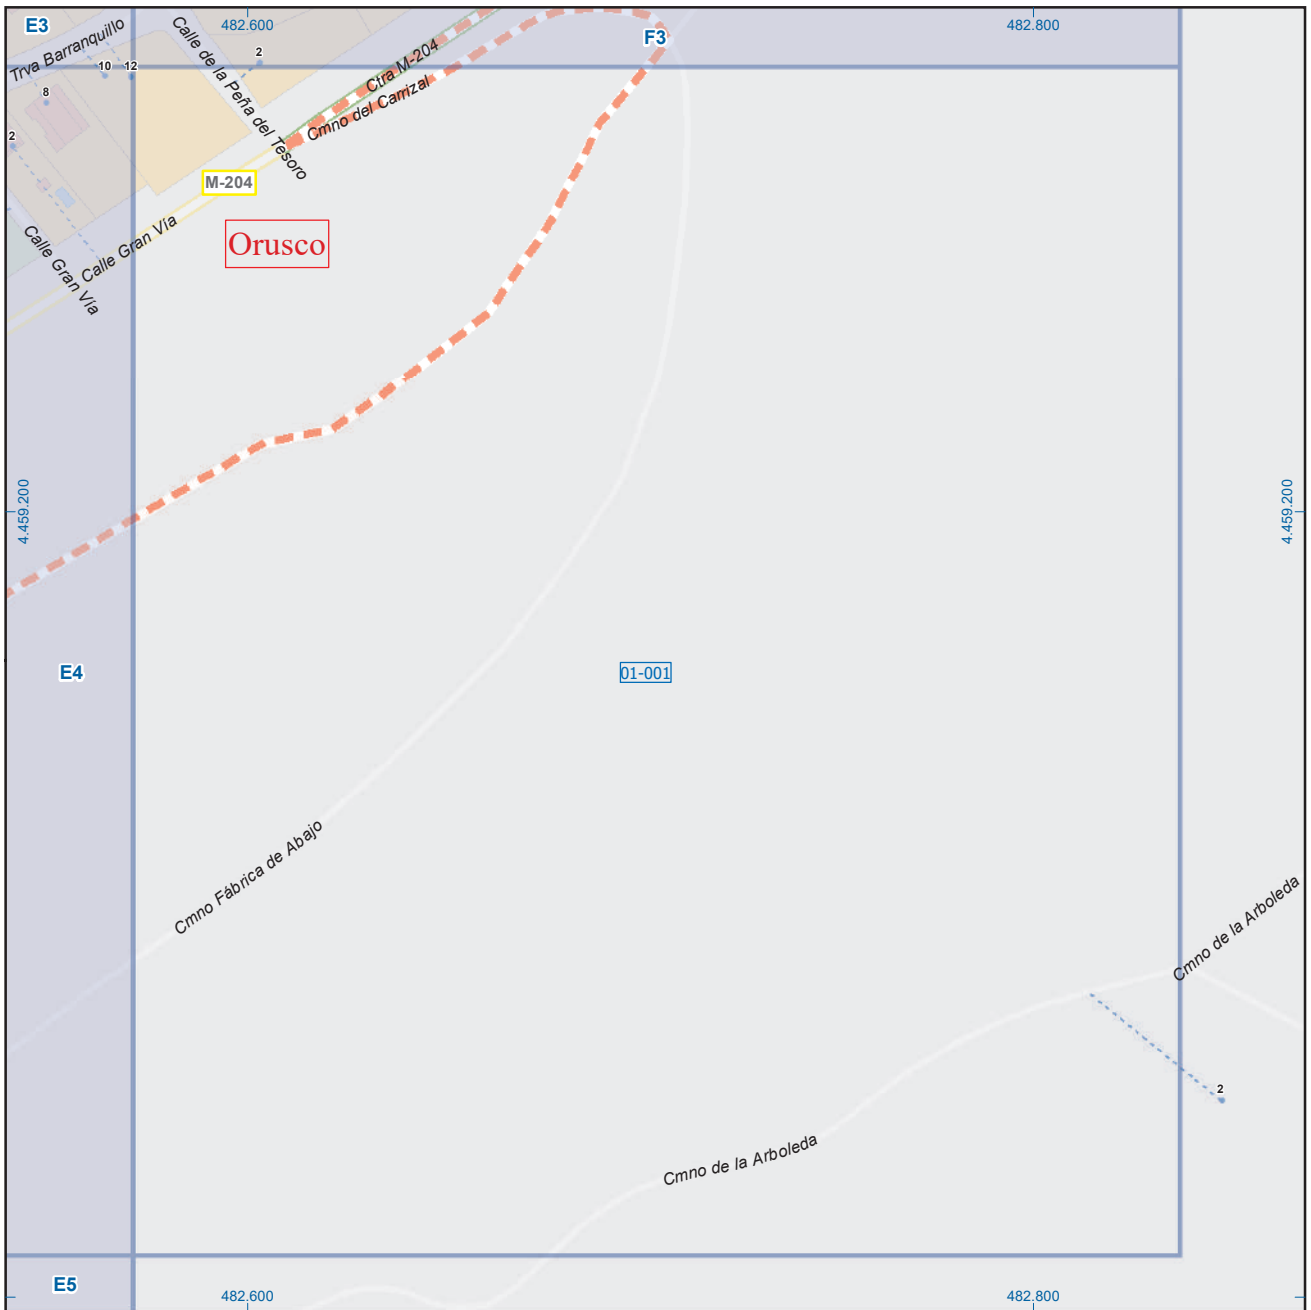 E3
482.600
482.800
F3
Trva Barranquillo
Calle de la Peña del Tesoro
2
10
12
8
2
Ctra M-204
Cmno del Carrizal
M-204
Calle Gran Vía
Calle Gran Vía
Orusco
4.459.200
4.459.200
E4
01-001
Cmno Fábrica de Abajo
Cmno de la Arboleda
2
Cmno de la Arboleda
E5
482.600
482.800